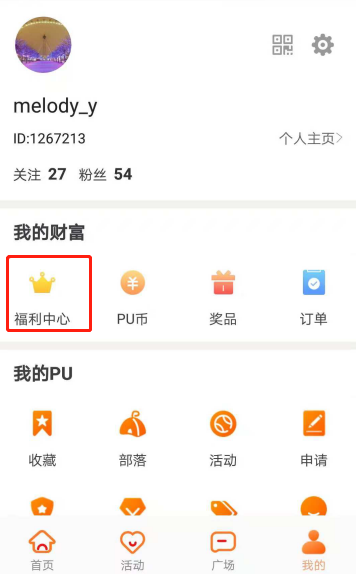 melody_y
ID:1267213 个人主页
关注 27 粉丝 54
我的财富
福利中心 PU币 奖品 订单
我的PU
收藏 部落 活动 申请
首页 活动 广场 我的